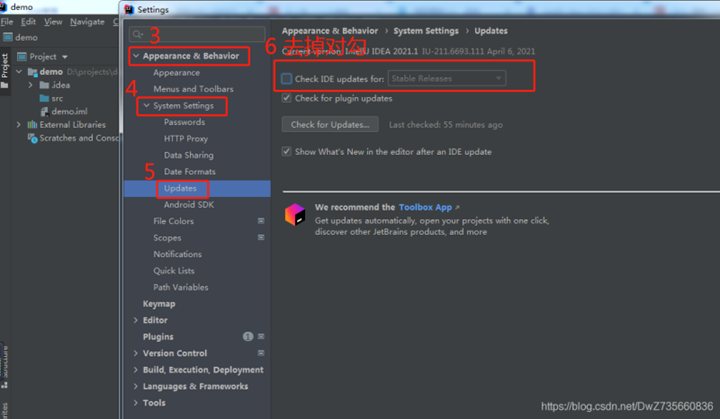 demo
File Edit View Navigate C
demo
Project
Project
demo D:\projects\d
.idea
src
demo.iml
External Libraries
Scratches and Conso
Settings
3
Appearance & Behavior
Appearance
Menus and Toolbars
4
System Settings
Passwords
HTTP Proxy
Data Sharing
Date Formats
5
Updates
Android SDK
File Colors
Scopes
Notifications
Quick Lists
Path Variables
Keymap
Editor
Plugins 1
Version Control
Build, Execution, Deployment
Languages & Frameworks
Tools
Appearance & Behavior › System Settings › Updates
6 去掉对勾
Current version: IntelliJ IDEA 2021.1 IU-211.6693.111 April 6, 2021
Check IDE updates for: Stable Releases
Check for plugin updates
Check for Updates... Last checked: 55 minutes ago
Show What's New in the editor after an IDE update
We recommend the Toolbox App ↗
Get updates automatically, open your projects with one click,
discover other JetBrains products, and more
https://blog.csdn.net/DwZ735660836